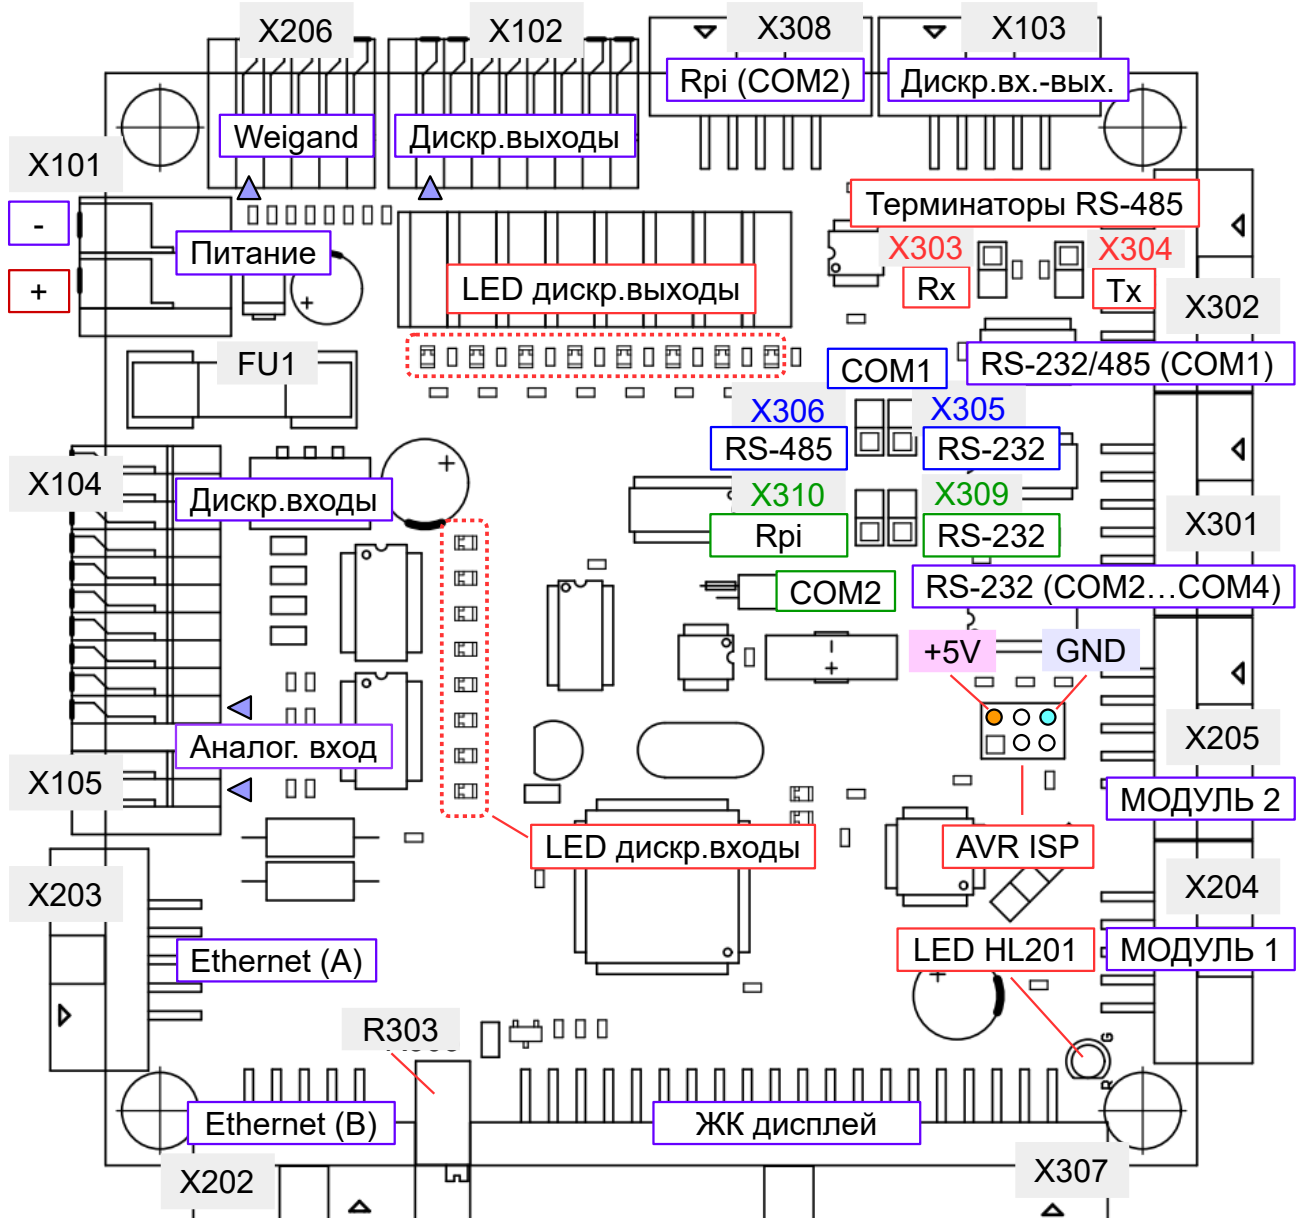 X206
X102
X308
X103
Rpi (COM2)
Дискр.вх.-вых.
Weigand
Дискр.выходы
X101
-
+
Питание
Терминаторы RS-485
X303
X304
Rx
Tx
LED дискр.выходы
+
X302
FU1
COM1
RS-232/485 (COM1)
X306
X305
RS-485
RS-232
X104
+
Дискр.входы
X310
X309
Rpi
RS-232
X301
COM2
RS-232 (COM2...COM4)
- +
+5V
GND
Аналог. вход
X205
X105
МОДУЛЬ 2
LED дискр.входы
AVR ISP
X203
X204
Ethernet (A)
LED HL201
МОДУЛЬ 1
+
R303
G
R
Ethernet (B)
ЖК дисплей
X202
X307